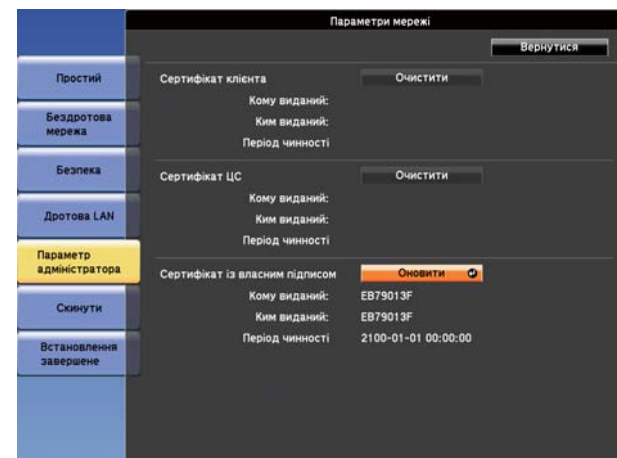 Параметри мережі
Вернутися
Простий
Бездротова
мережа
Безпека
Дротова LAN
Параметр
адміністратора
Скинути
Встановлення
завершене
Сертифікат клієнта Очистити
Кому виданий:
Ким виданий:
Період чинності
Сертифікат ЦС Очистити
Кому виданий:
Ким виданий:
Період чинності
Сертифікат із власним підписом Оновити
Кому виданий: EB79013F
Ким виданий: EB79013F
Період чинності 2100-01-01 00:00:00